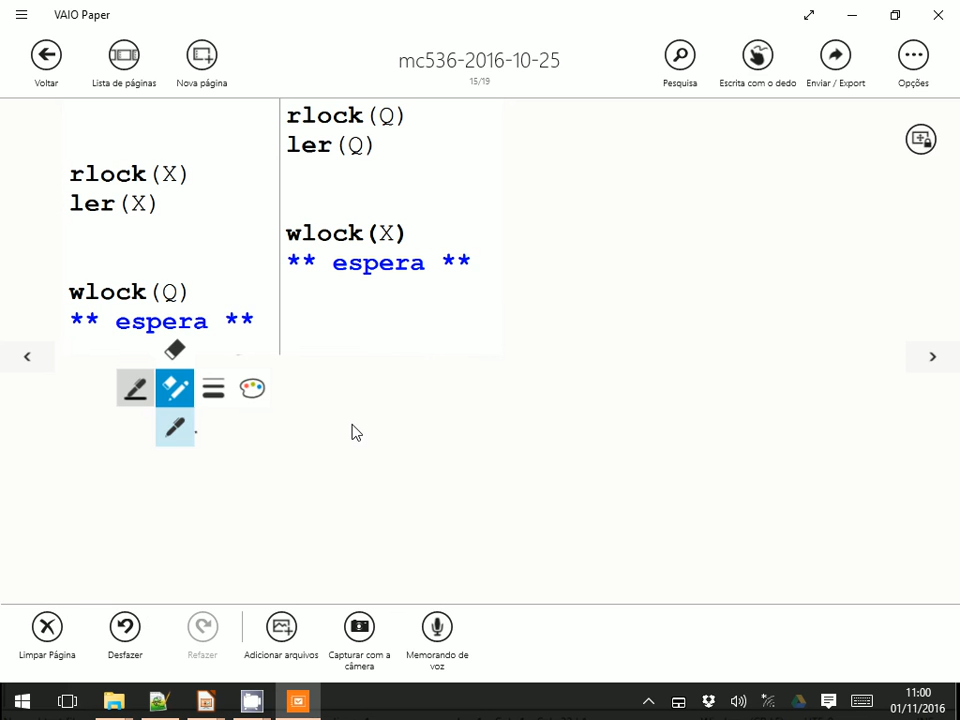 VAIO Paper
Voltar
Lista de páginas
Nova página
mc536-2016-10-25
15/19
Pesquisa
Escrita com o dedo
Enviar / Export
Opções
rlock(Q)
ler(Q)
rlock(X)
ler(X)
wlock(X)
** espera **
wlock(Q)
** espera **
Limpar Página
Desfazer
Refazer
Adicionar arquivos
Capturar com a
câmera
Memorando de
voz
11:00
01/11/2016